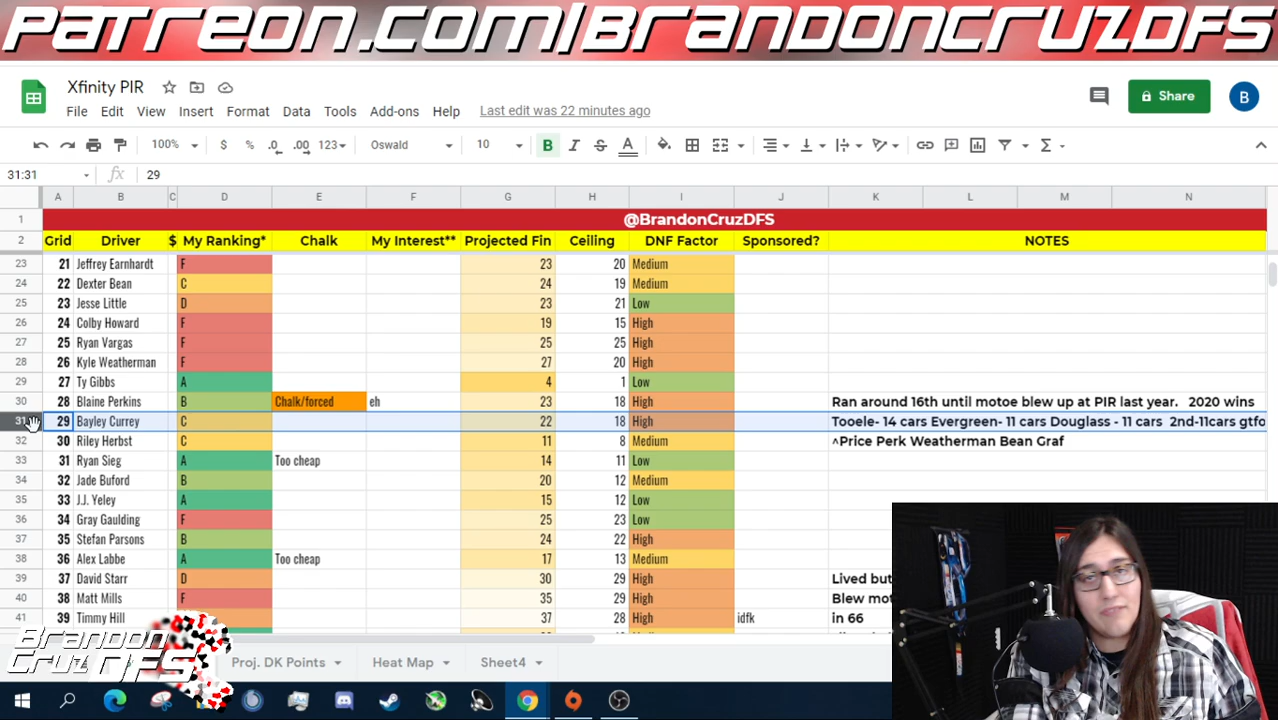 Patreon.com/BrandonCruzDFS
Xfinity PIR
File Edit View Insert Format Data Tools Add-ons Help Last edit was 22 minutes ago
Share
B
100% $ % .0 .00 123 Oswald 10 B I S A
31:31 fx 29
A B C D E F G H I J K L M N
1 @BrandonCruzDFS
2 Grid Driver $ My Ranking* Chalk My Interest** Projected Fin Ceiling DNF Factor Sponsored? NOTES
23 21 Jeffrey Earnhardt F 23 20 Medium
24 22 Dexter Bean C 24 19 Medium
25 23 Jesse Little D 23 21 Low
26 24 Colby Howard F 19 15 High
27 25 Ryan Vargas F 25 25 High
28 26 Kyle Weatherman F 27 20 High
29 27 Ty Gibbs A 4 1 Low
30 28 Blaine Perkins B Chalk/forced eh 23 18 High Ran around 16th until motoe blew up at PIR last year. 2020 wins
31 29 Bayley Currey C 22 18 High Tooele- 14 cars Evergreen- 11 cars Douglass - 11 cars 2nd-11cars gtfo
32 30 Riley Herbst C 11 8 Medium ^Price Perk Weatherman Bean Graf
33 31 Ryan Sieg A Too cheap 14 11 Low
34 32 Jade Buford B 20 12 Medium
35 33 J.J. Yeley A 15 12 Low
36 34 Gray Gaulding F 25 23 Low
37 35 Stefan Parsons B 24 22 High
38 36 Alex Labbe A Too cheap 17 13 Medium
39 37 David Starr D 30 29 High Lived but
40 38 Matt Mills F 35 29 High Blew mot
41 39 Timmy Hill 37 28 High idfk in 66
Brandon
Cruz DFS
Proj. DK Points Heat Map Sheet4